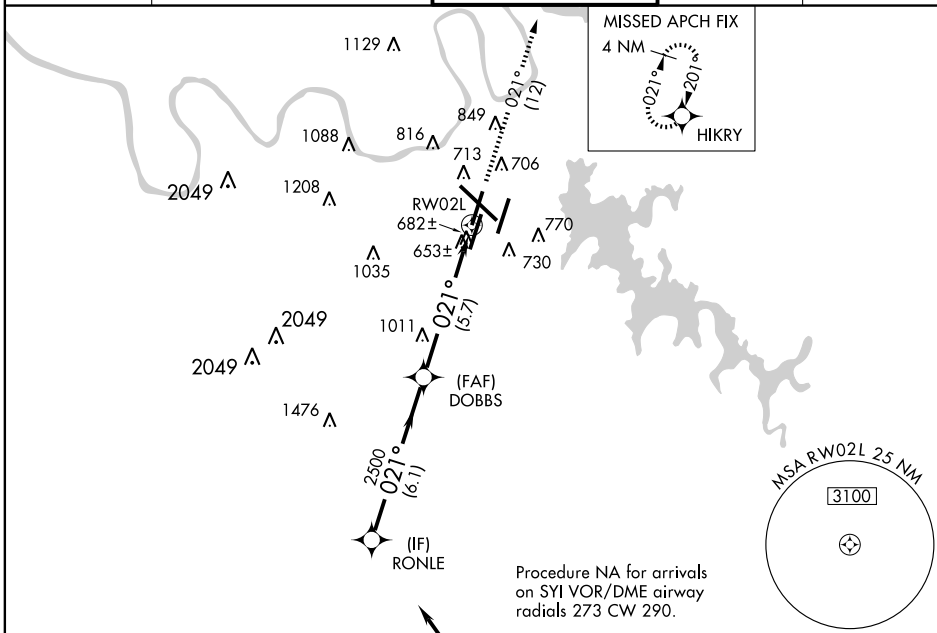 MISSED APCH FIX
4 NM
021°
201°
HIKRY
1129
021°
(12)
849
1088
816
713
706
2049
1208
RW02L
682±
653±
770
730
1035
021°
(5.7)
2049
1011
2049
(FAF)
DOBBS
1476
2500
021°
(6.1)
(IF)
RONLE
MSA RW02L 25 NM
3100
Procedure NA for arrivals
on SYI VOR/DME airway
radials 273 CW 290.